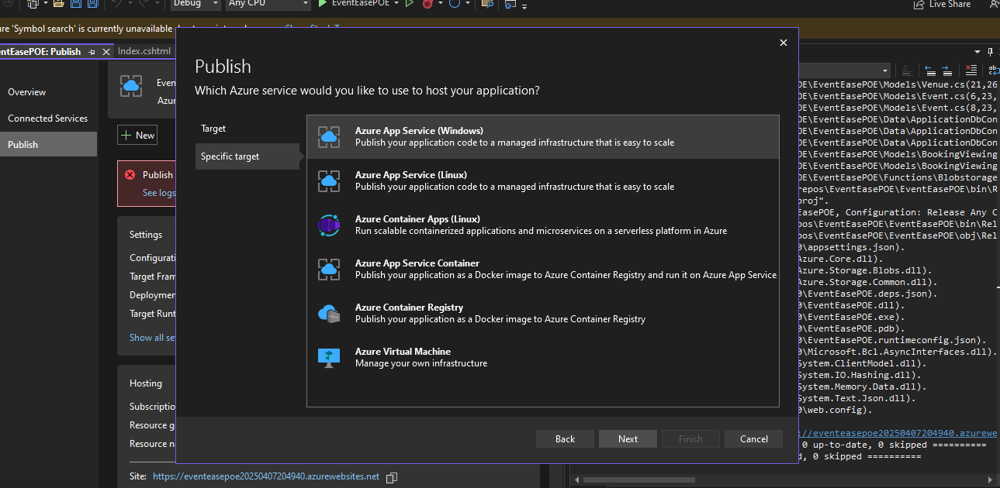 Debug
Any CPU
EventEasePOE
Live Share
re 'Symbol search' is currently unavailable
entEasePOE: Publish
Index.cshtml
Overview
Connected Services
Publish
Even
Azur
New
Publish
See logs
Settings
Configurati
Target Fram
Deploymen
Target Runt
Show all se
Hosting
Subscriptio
Resource g
Resource n
Site: https://eventeasepoe20250407204940.azurewebsites.net
Publish
Which Azure service would you like to use to host your application?
Target
Specific target
Azure App Service (Windows)
Publish your application code to a managed infrastructure that is easy to scale
Azure App Service (Linux)
Publish your application code to a managed infrastructure that is easy to scale
Azure Container Apps (Linux)
Run scalable containerized applications and microservices on a serverless platform in Azure
Azure App Service Container
Publish your application as a Docker image to Azure Container Registry and run it on Azure App Service
Azure Container Registry
Publish your application as a Docker image to Azure Container Registry
Azure Virtual Machine
Manage your own infrastructure
Back
Next
Finish
Cancel
OE\EventEasePOE\Models\Venue.cs(21,26
OE\EventEasePOE\Models\Event.cs(6,23,
OE\EventEasePOE\Models\Event.cs(8,23,
OE\EventEasePOE\Data\ApplicationDbCon
OE\EventEasePOE\Data\ApplicationDbCon
OE\EventEasePOE\Data\ApplicationDbCon
OE\EventEasePOE\Models\BookingViewing
OE\EventEasePOE\Models\BookingViewing
OE\EventEasePOE\Functions\Blobstorage
repos\EventEasePOE\EventEasePOE\bin\R
proj".
EasePOE, Configuration: Release Any C
pos\EventEasePOE\EventEasePOE\bin\Rel
pos\EventEasePOE\EventEasePOE\obj\Rel
0\appsettings.json).
Azure.Core.dll).
Azure.Storage.Blobs.dll).
Azure.Storage.Common.dll).
0\EventEasePOE.deps.json).
0\EventEasePOE.dll).
0\EventEasePOE.exe).
0\EventEasePOE.pdb).
0\EventEasePOE.runtimeconfig.json).
0\Microsoft.Bcl.AsyncInterfaces.dll).
System.ClientModel.dll).
System.IO.Hashing.dll).
System.Memory.Data.dll).
System.Text.Json.dll).
0\web.config).
://eventeasepoe20250407204940.azurewe
0 up-to-date, 0 skipped ==========
d, 0 skipped ==========